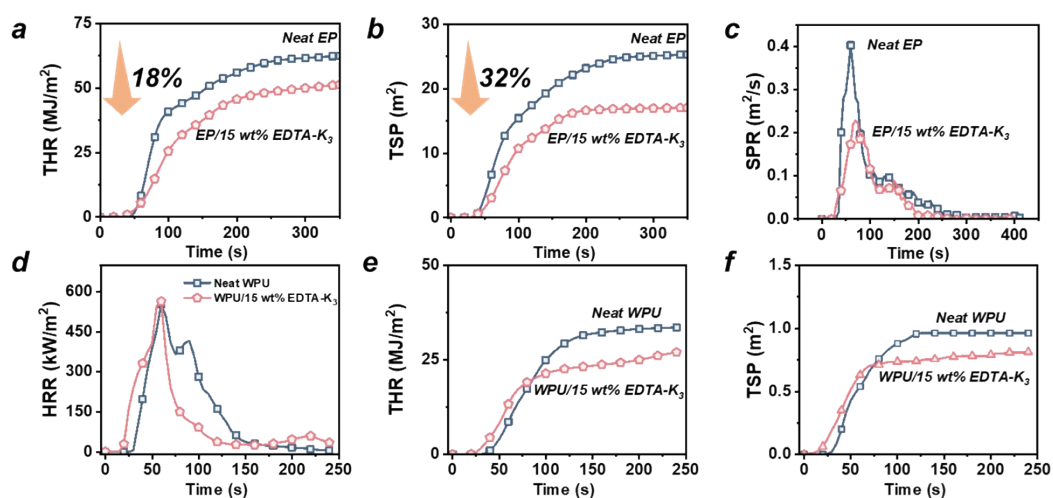 a
THR (MJ/m²)
75
50
25
0
18%
Neat EP
EP/15 wt% EDTA-K₃
0 100 200 300
Time (s)
b
TSP (m²)
30
20
10
0
32%
Neat EP
EP/15 wt% EDTA-K₃
0 100 200 300
Time (s)
c
SPR (m²/s)
0.4
0.2
0.0
Neat EP
EP/15 wt% EDTA-K₃
0 100 200 300 400
Time (s)
d
HRR (kW/m²)
600
450
300
150
0
Neat WPU
WPU/15 wt% EDTA-K₃
0 50 100 150 200 250
Time (s)
e
THR (MJ/m²)
50
25
0
Neat WPU
WPU/15 wt% EDTA-K₃
0 50 100 150 200 250
Time (s)
f
TSP (m²)
1.5
1.0
0.5
0.0
Neat WPU
WPU/15 wt% EDTA-K₃
0 50 100 150 200 250
Time (s)